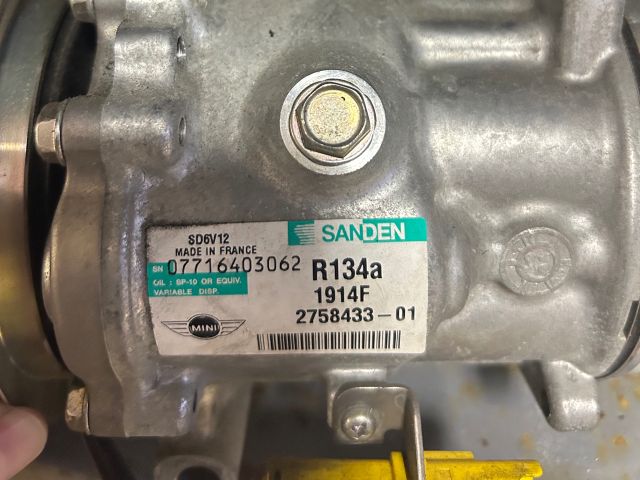 SD6V12
MADE IN FRANCE
SANDEN
SN 07716403062
R134a
OIL : SP-10 OR EQUIV.
VARIABLE DISP.
1914F
MINI
2758433-01